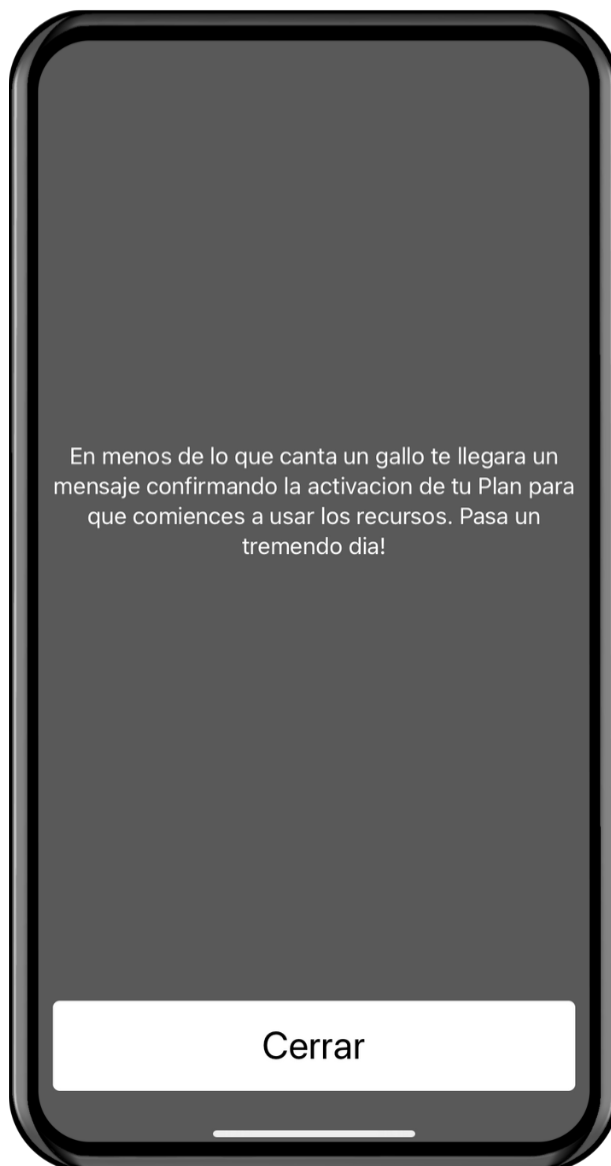 En menos de lo que canta un gallo te llegara un
mensaje confirmando la activacion de tu Plan para
que comiences a usar los recursos. Pasa un
tremendo dia!
Cerrar